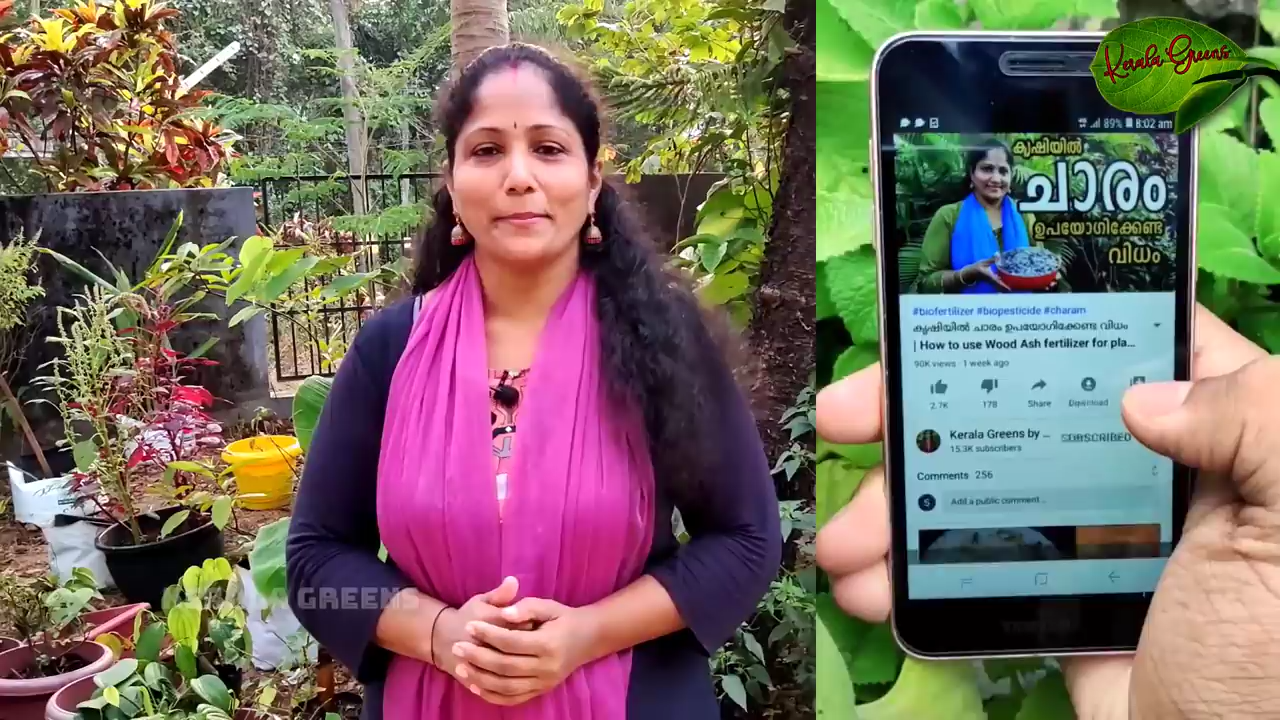 KERALA GREENS
Kerala Greens
89% 8:02 am
കൃഷിയിൽ
ചാരം
ഉപയോഗിക്കേണ്ട
വിധം
#biofertilizer #biopesticide #charam
കൃഷിയിൽ ചാരം ഉപയോഗിക്കേണ്ട വിധം
| How to use Wood Ash fertilizer for pla...
90K views · 1 week ago
2.7K 178 Share Download
Kerala Greens by ... SUBSCRIBED
15.3K subscribers
Comments 256
S Add a public comment...